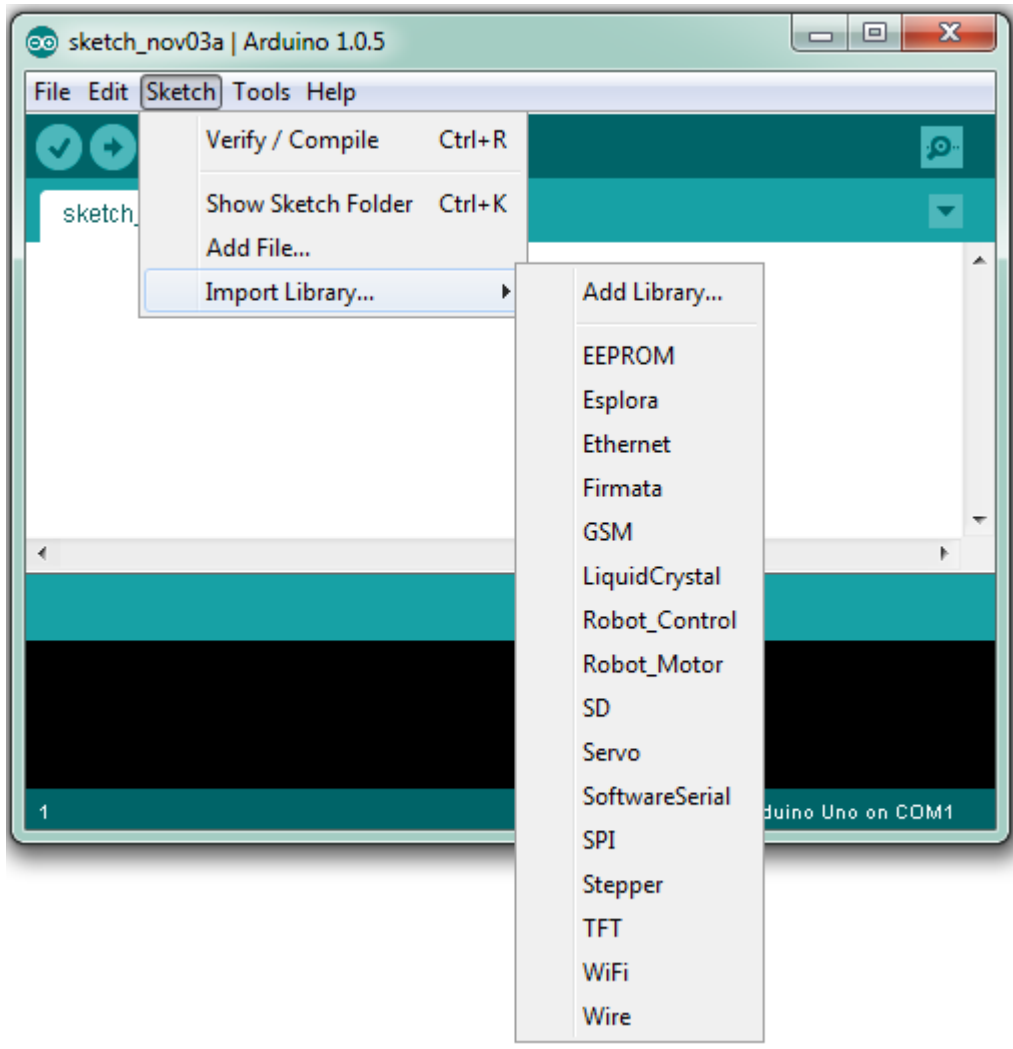 sketch_nov03a | Arduino 1.0.5
File Edit Sketch Tools Help
Verify / Compile Ctrl+R
sketch_
Show Sketch Folder Ctrl+K
Add File...
Import Library...
Add Library...
EEPROM
Esplora
Ethernet
Firmata
GSM
LiquidCrystal
Robot_Control
Robot_Motor
SD
Servo
SoftwareSerial
SPI
Stepper
TFT
WiFi
Wire
1
duino Uno on COM1